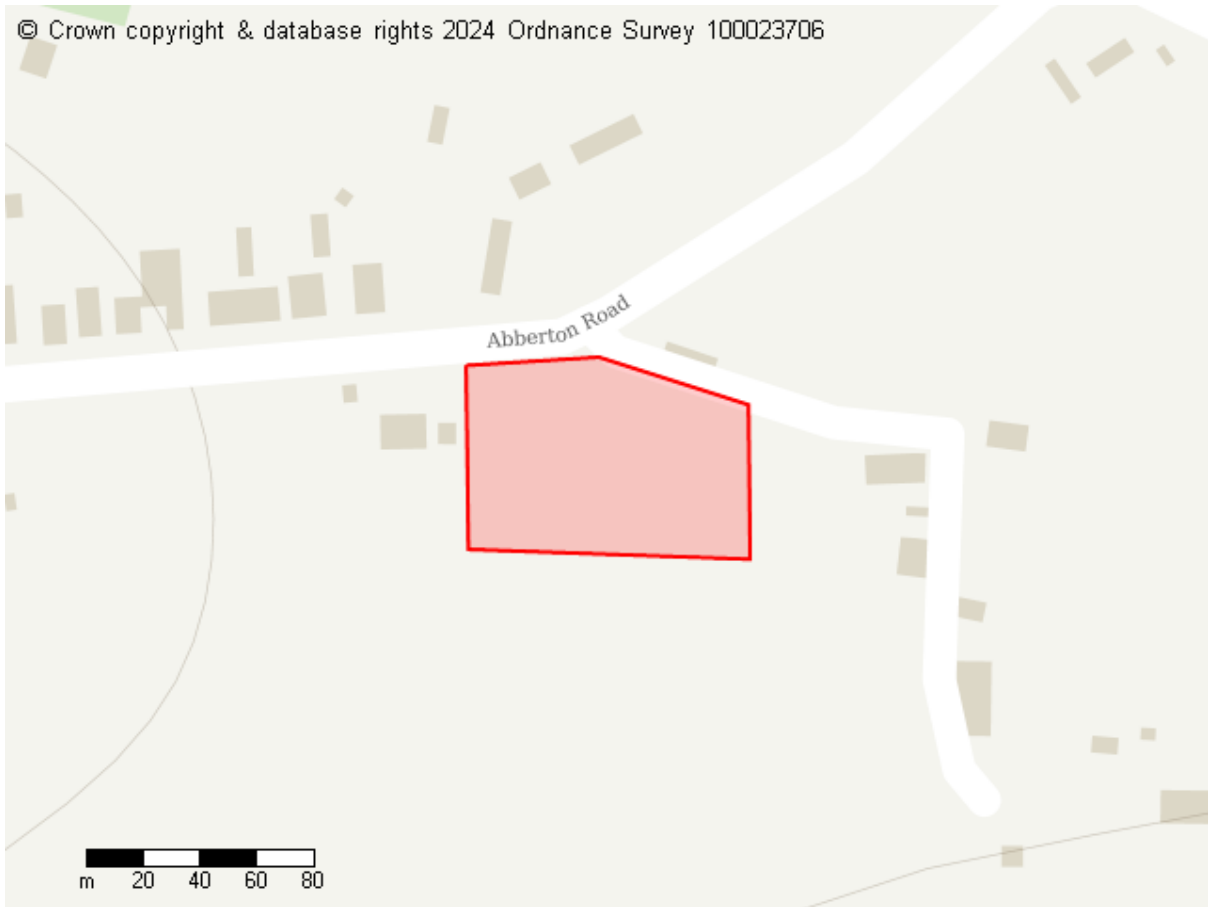 © Crown copyright & database rights 2024 Ordnance Survey 100023706
Abberton Road
m 20 40 60 80